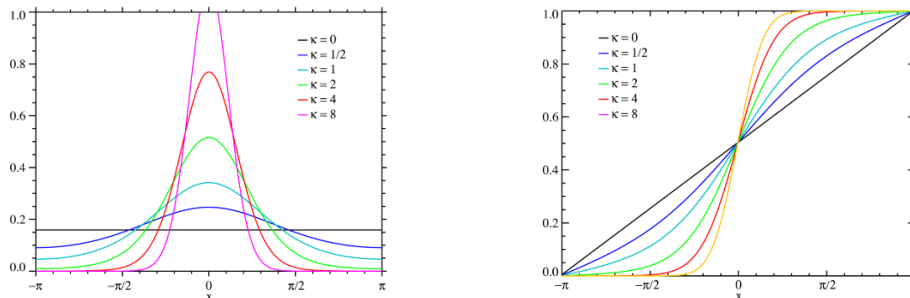 1.0
0.8
0.6
0.4
0.2
0.0
κ = 0
κ = 1/2
κ = 1
κ = 2
κ = 4
κ = 8
−π −π/2 0 π/2 π
x
1.0
0.8
0.6
0.4
0.2
0.0
κ = 0
κ = 1/2
κ = 1
κ = 2
κ = 4
κ = 8
−π −π/2 0 π/2
x